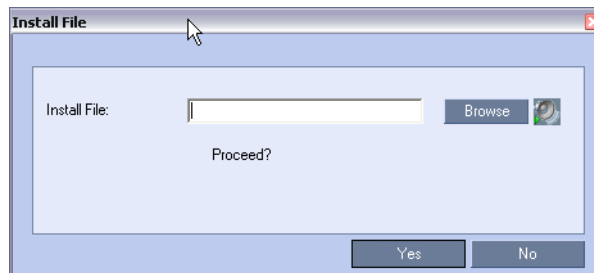 Install File
Install File:
Browse
Proceed?
Yes
No